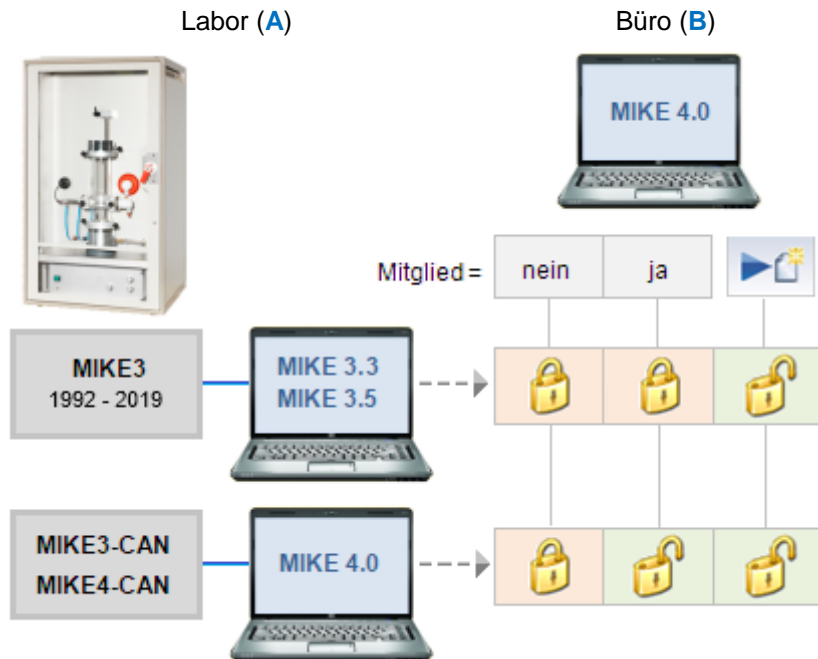 Labor (A)
Büro (B)
MIKE 4.0
Mitglied =
nein
ja
MIKE3
1992 - 2019
MIKE 3.3
MIKE 3.5
MIKE3-CAN
MIKE4-CAN
MIKE 4.0